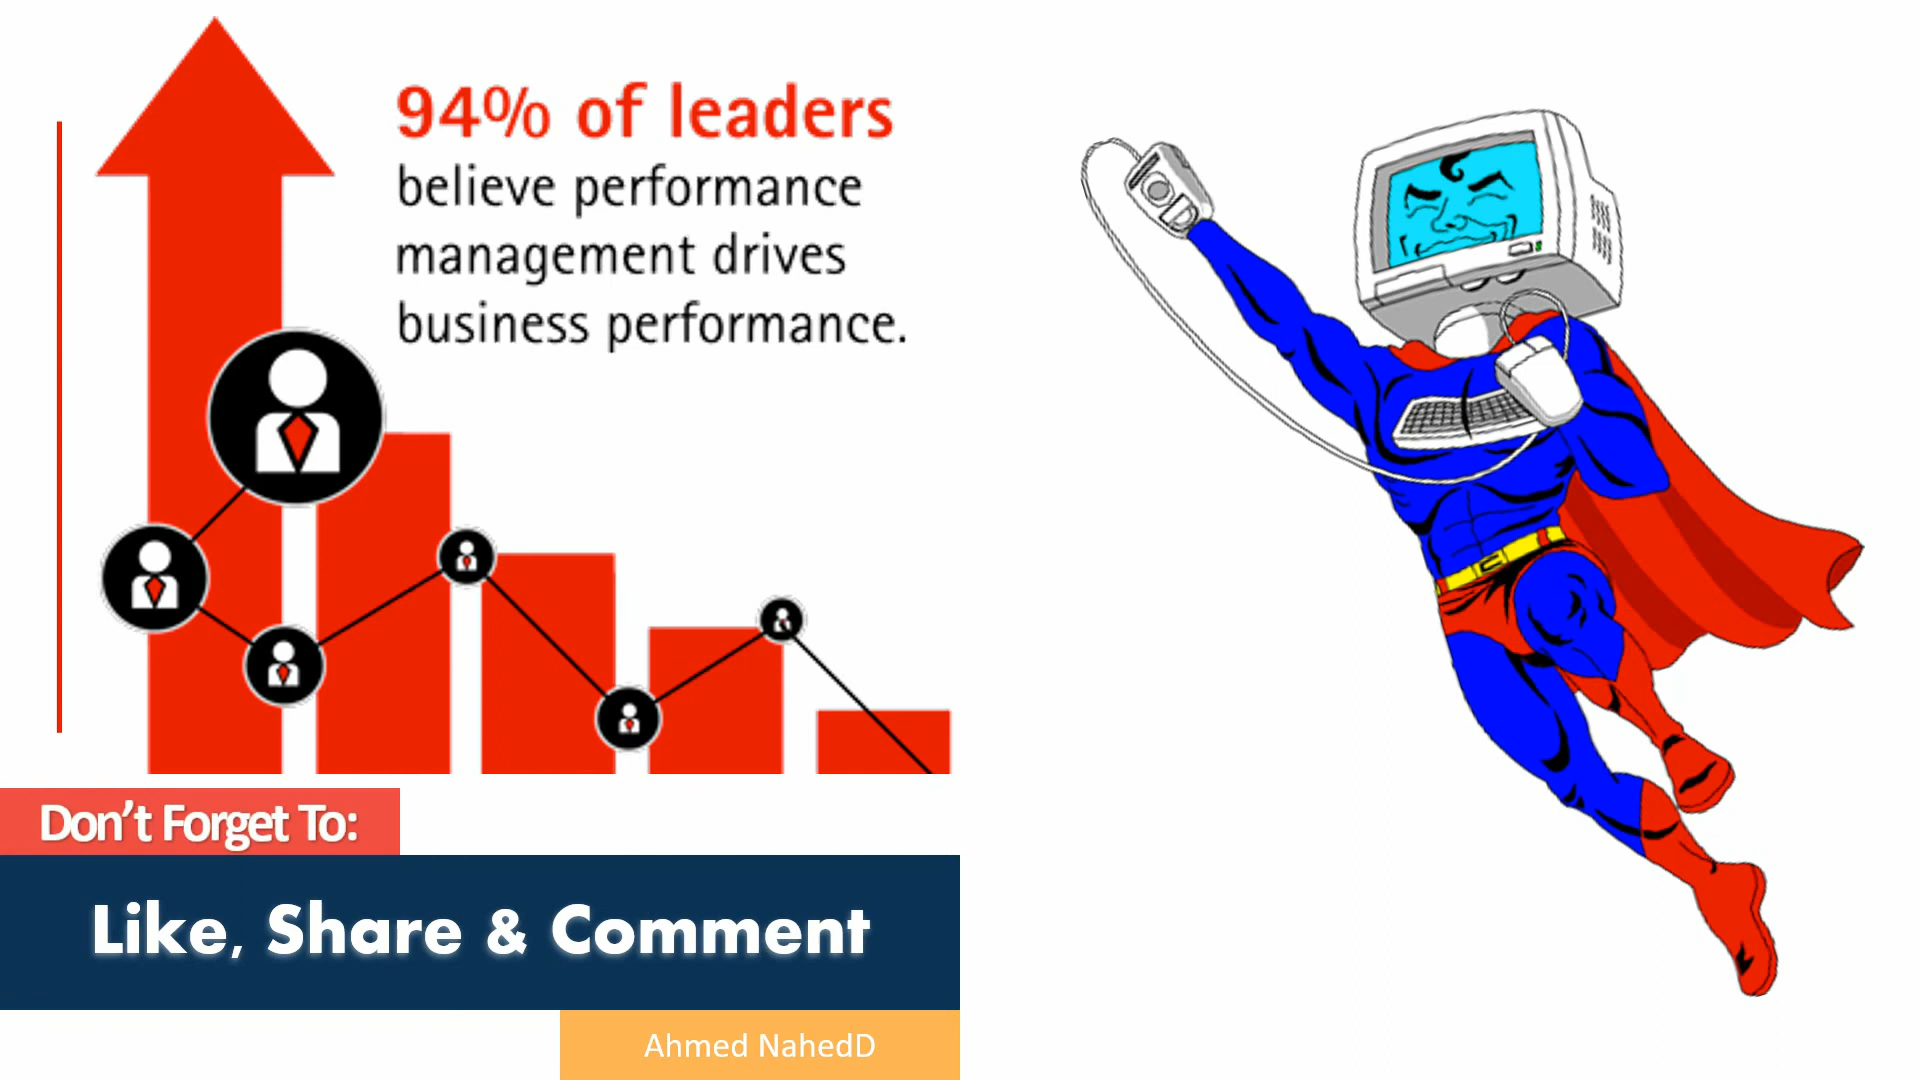 94% of leaders
believe performance
management drives
business performance.
Don't Forget To:
Like, Share & Comment
Ahmed NahedD